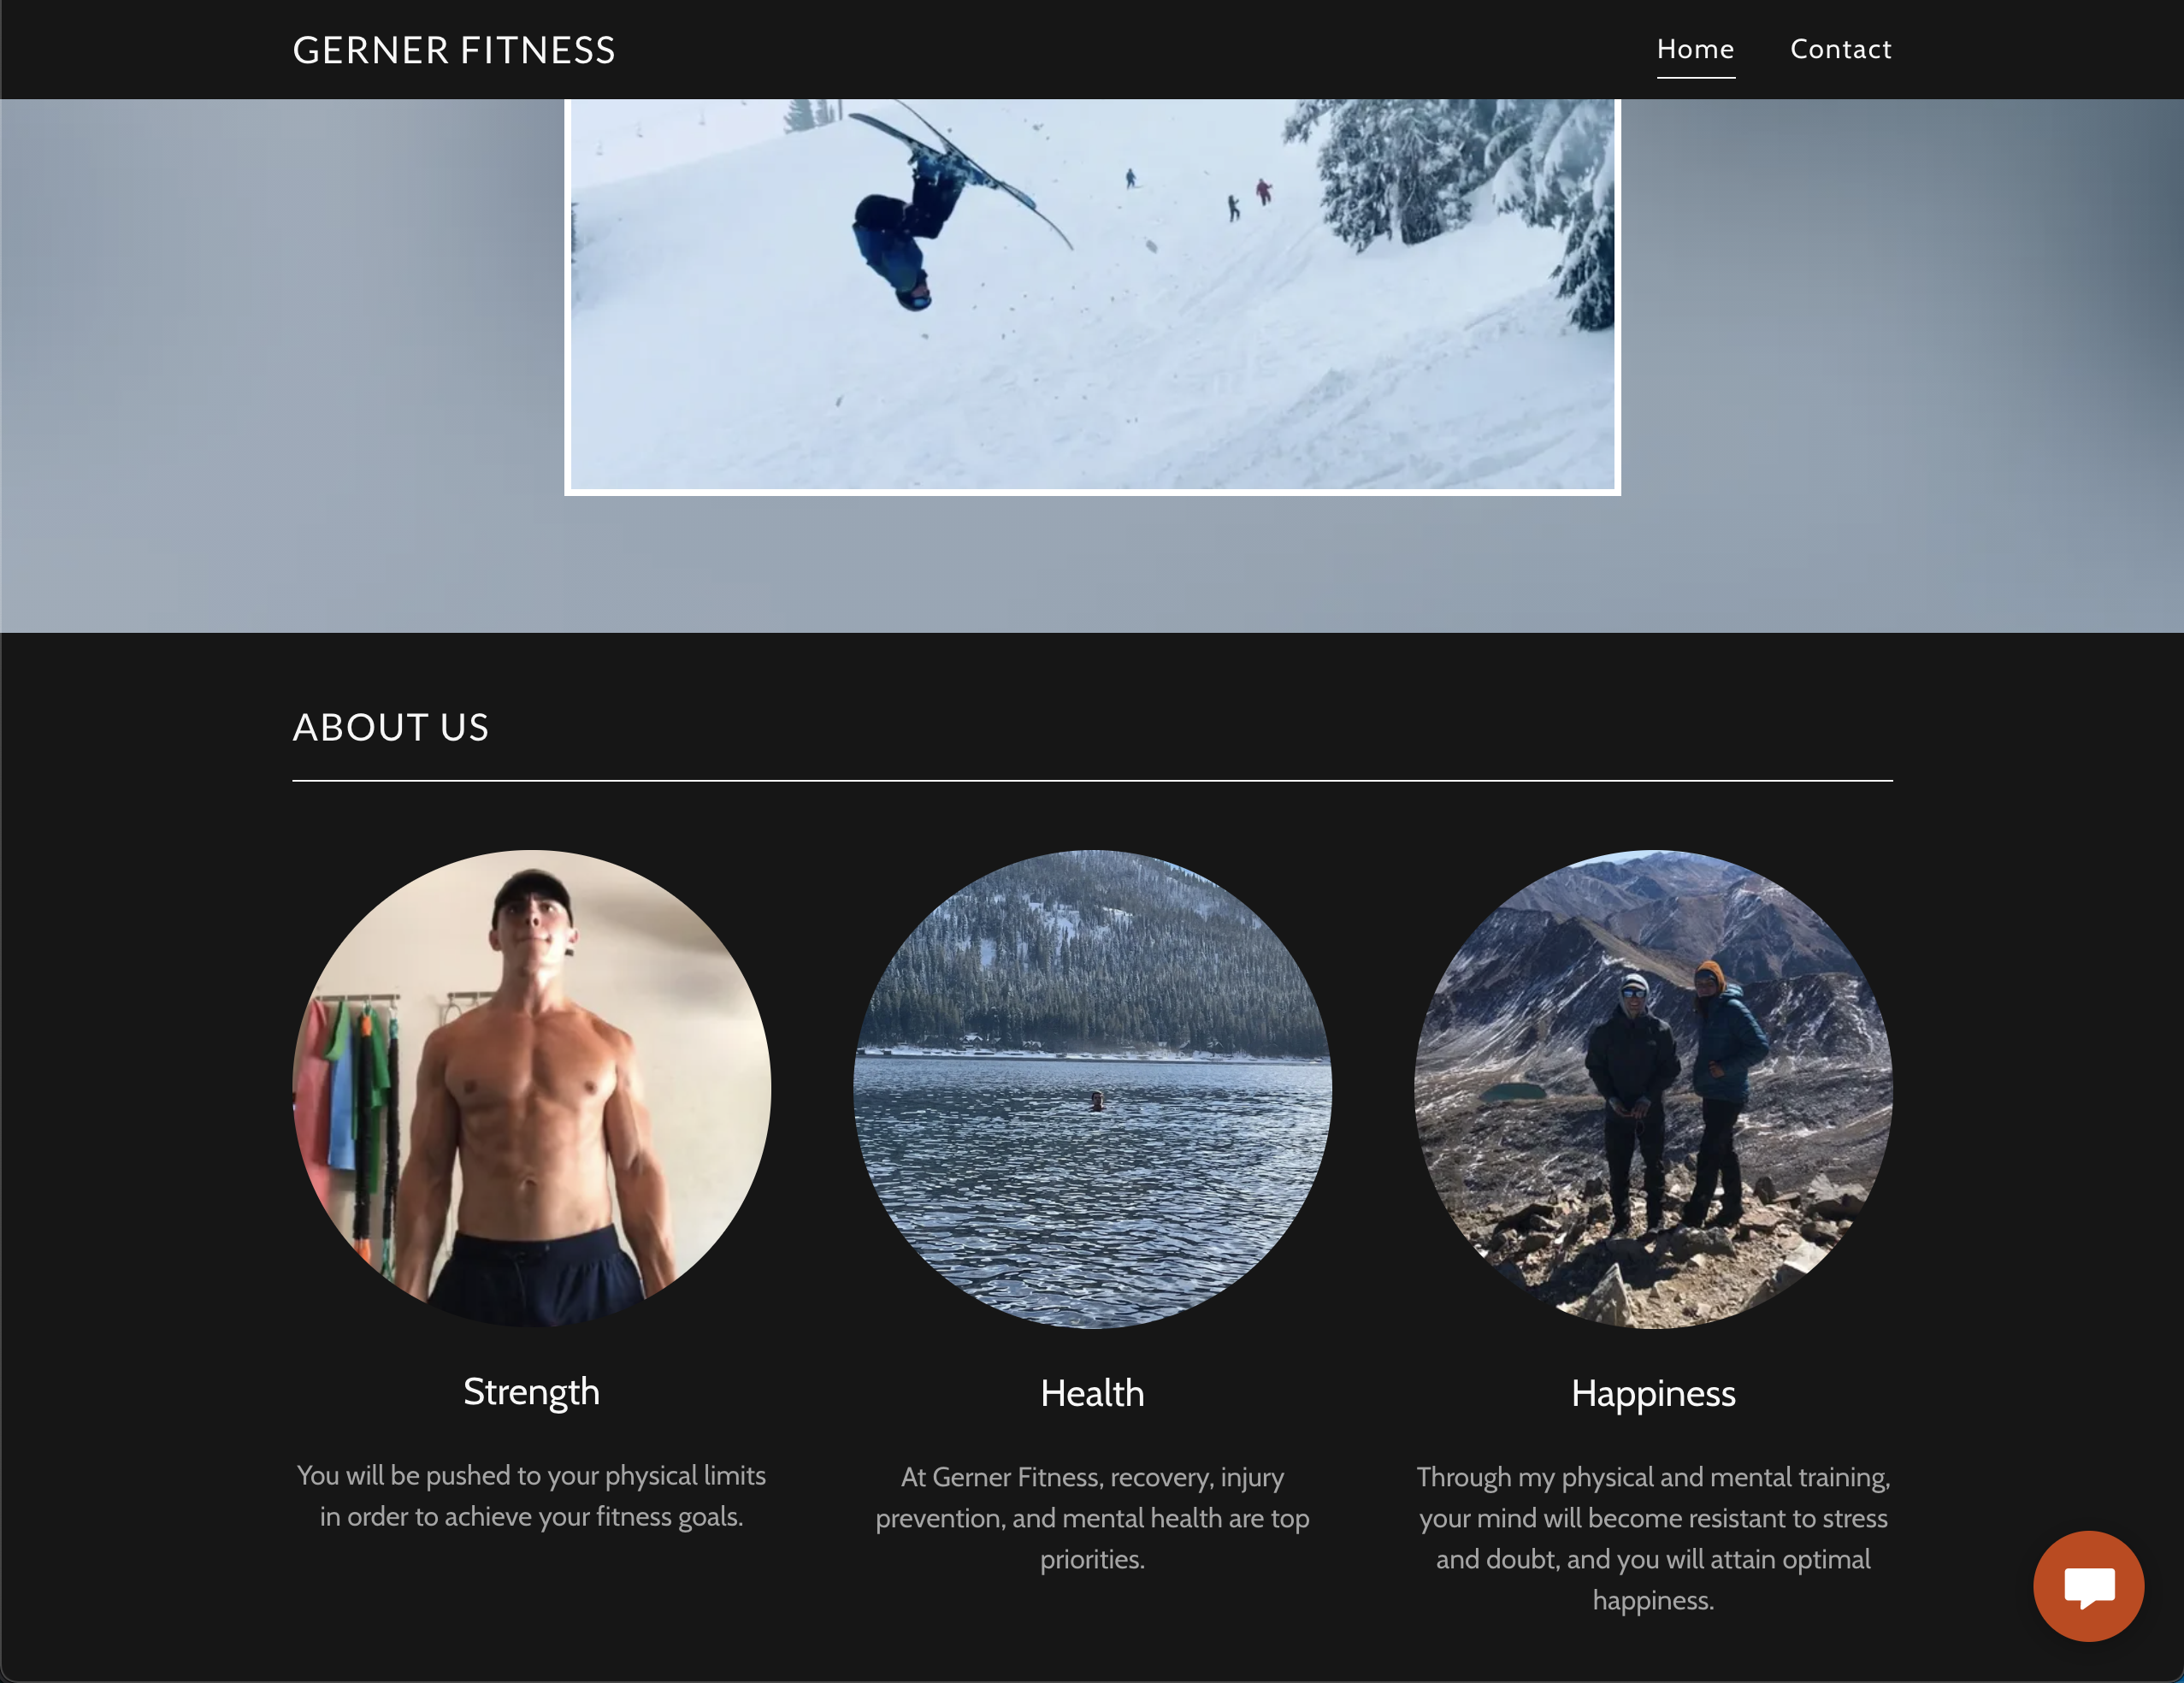 GERNER FITNESS
Home
Contact
ABOUT US
Strength
You will be pushed to your physical limits
in order to achieve your fitness goals.
Health
At Gerner Fitness, recovery, injury
prevention, and mental health are top
priorities.
Happiness
Through my physical and mental training,
your mind will become resistant to stress
and doubt, and you will attain optimal
happiness.